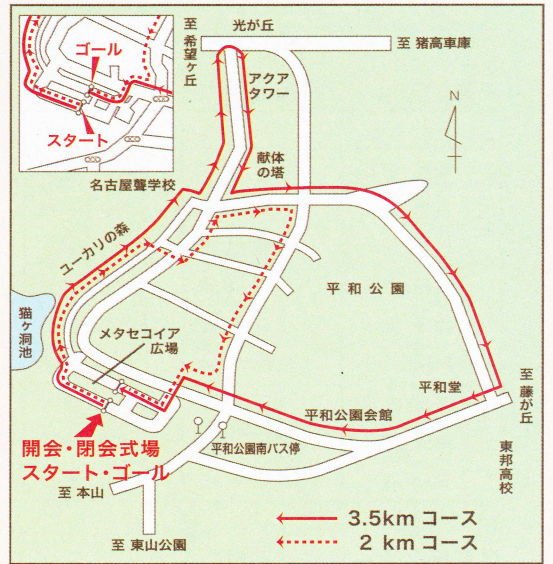 ゴール
スタート
至希望ヶ丘
光が丘
至 猪高車庫
アクア
タワー
N
献体
の塔
名古屋聾学校
ユーカリの森
平和公園
猫ヶ洞池
メタセコイア
広場
平和堂
至藤が丘
平和公園会館
開会・閉会式場
スタート・ゴール
平和公園南バス停
東邦高校
至 本山
至 東山公園
3.5km コース
2 km コース